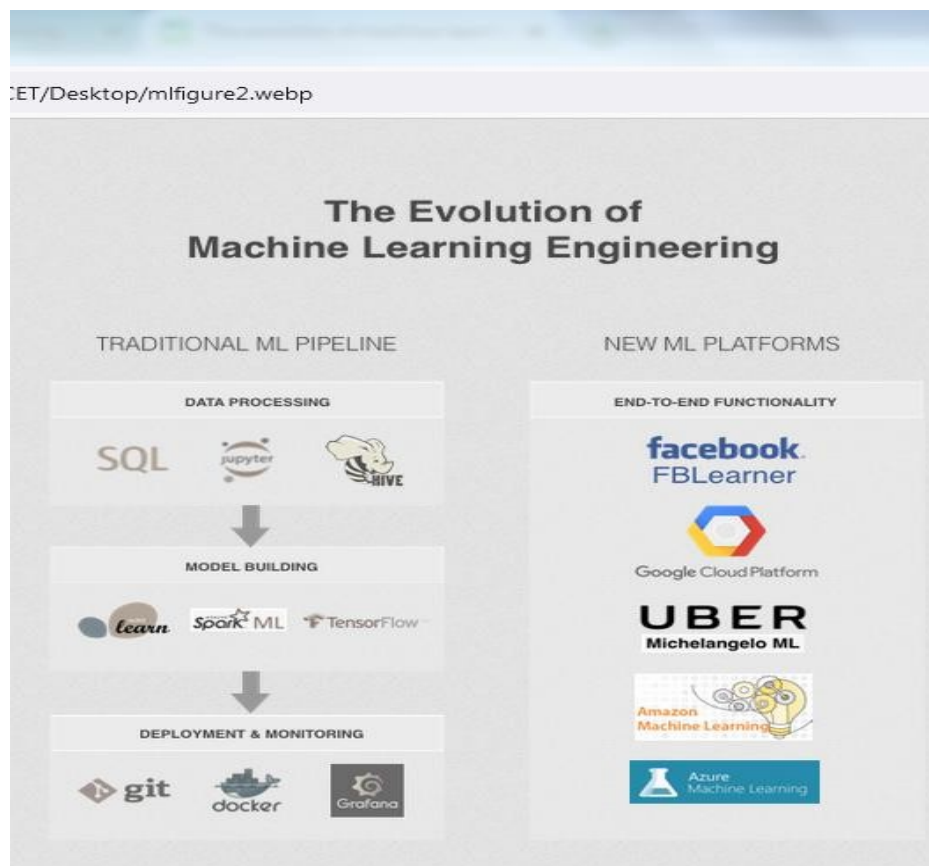 CET/Desktop/mlfigure2.webp
The Evolution of
Machine Learning Engineering
TRADITIONAL ML PIPELINE
DATA PROCESSING
SQL
jupyter
HIVE
MODEL BUILDING
learn
Spark ML
TensorFlow
DEPLOYMENT & MONITORING
git
docker
Grafana
NEW ML PLATFORMS
END-TO-END FUNCTIONALITY
facebook
FBLearner
Google Cloud Platform
UBER
Michelangelo ML
Amazon
Machine Learning
Azure
Machine Learning